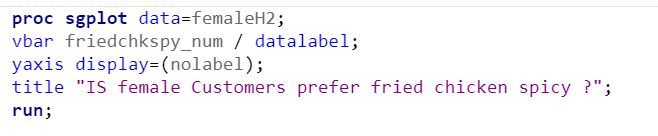 proc sgplot data=femaleH2;
vbar friedchkspy_num / datalabel;
yaxis display=(nolabel);
title "IS female Customers prefer fried chicken spicy ?";
run;